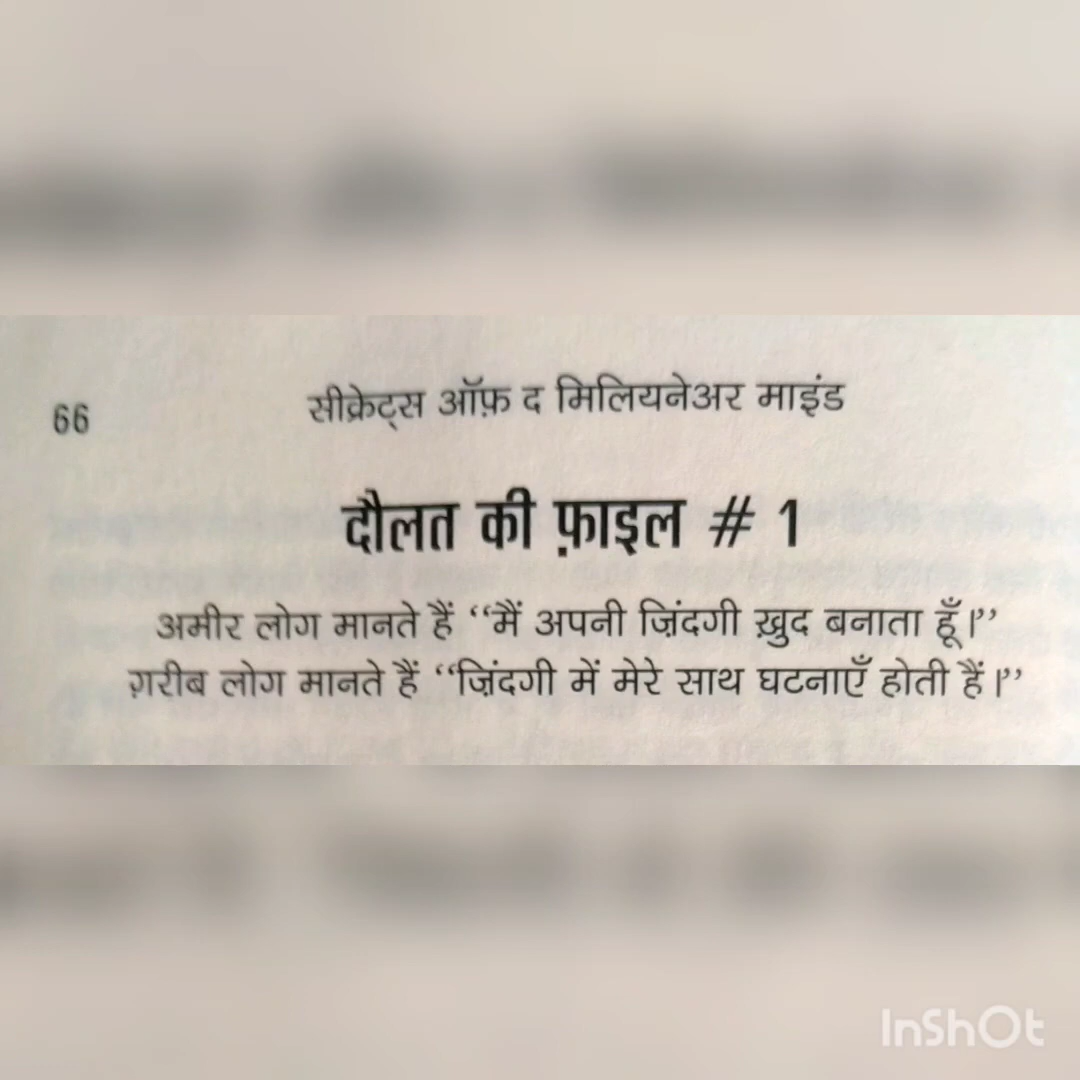 66
सीक्रेट्स ऑफ़ द मिलियनेअर माइंड
दौलत की फ़ाइल # 1
अमीर लोग मानते हैं “मैं अपनी ज़िंदगी ख़ुद बनाता हूँ।”
ग़रीब लोग मानते हैं “ज़िंदगी में मेरे साथ घटनाएँ होती हैं।”
InShOt